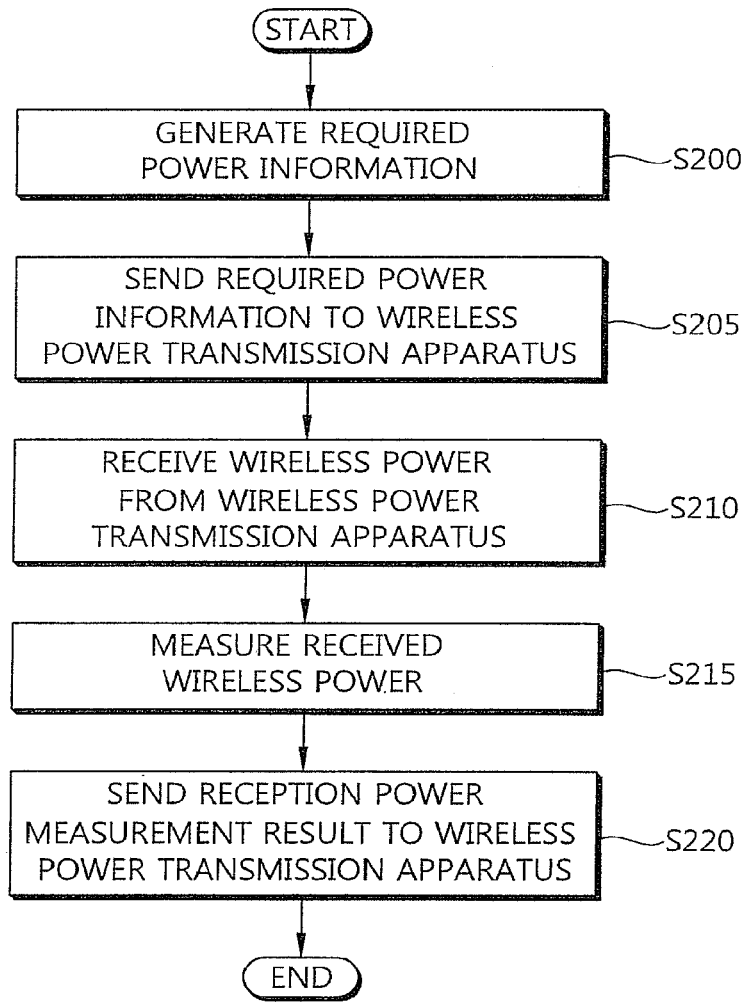 START
GENERATE REQUIRED
POWER INFORMATION
S200
SEND REQUIRED POWER
INFORMATION TO WIRELESS
POWER TRANSMISSION APPARATUS
S205
RECEIVE WIRELESS POWER
FROM WIRELESS POWER
TRANSMISSION APPARATUS
S210
MEASURE RECEIVED
WIRELESS POWER
S215
SEND RECEPTION POWER
MEASUREMENT RESULT TO WIRELESS
POWER TRANSMISSION APPARATUS
S220
END